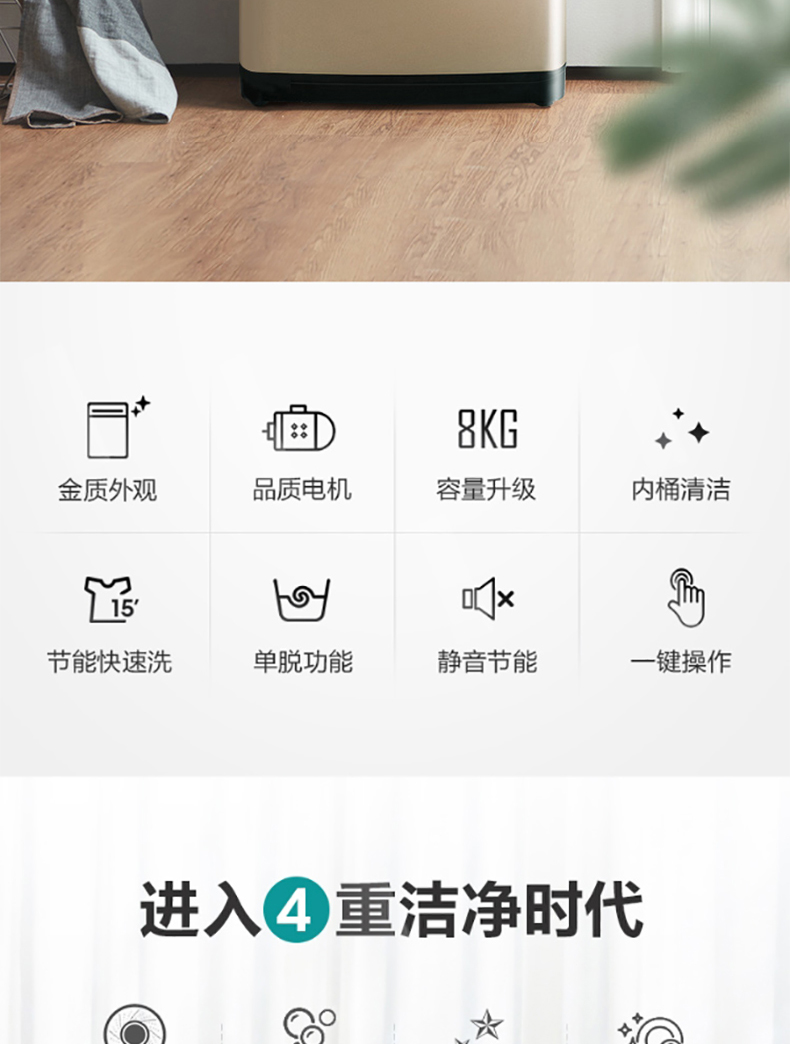 8KG
金质外观
品质电机
容量升级
内桶清洁
15′
节能快速洗
单脱功能
静音节能
一键操作
进入4重洁净时代